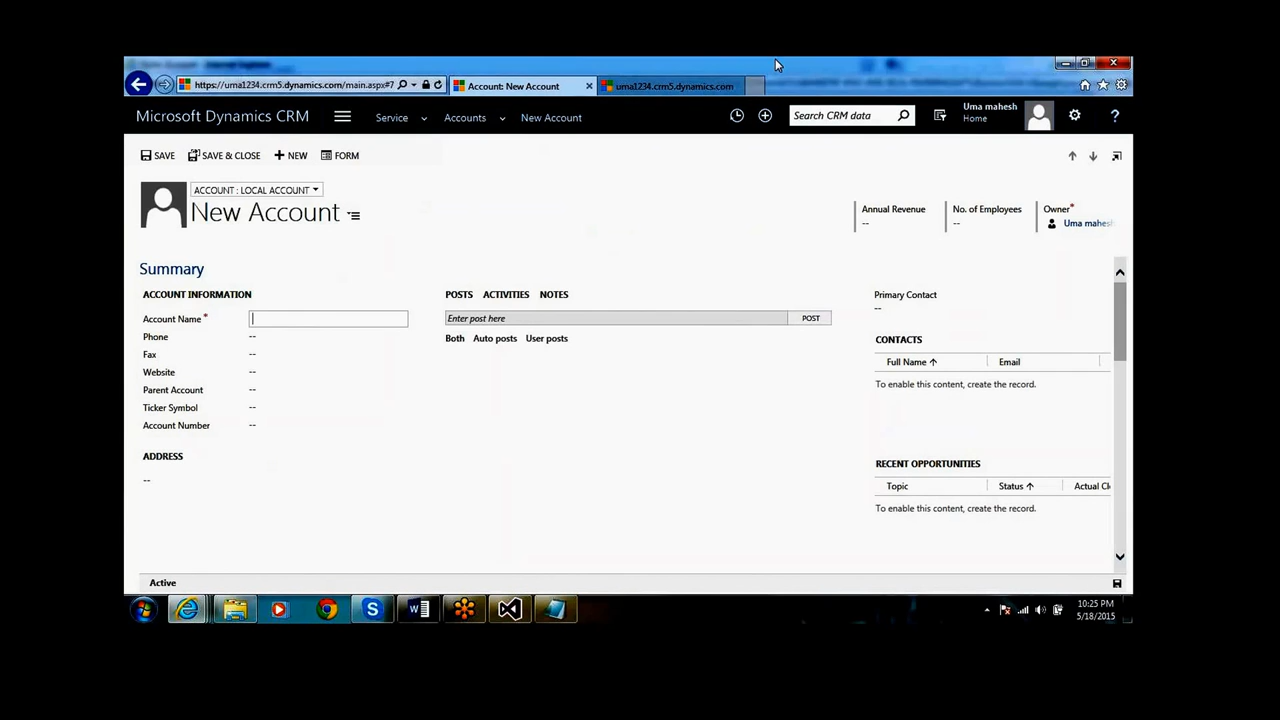 https://uma1234.crm5.dynamics.com/main.aspx#7
Account: New Account
uma1234.crm5.dynamics.com
Microsoft Dynamics CRM
Service
Accounts
New Account
Search CRM data
Uma mahesh
Home
SAVE
SAVE & CLOSE
NEW
FORM
ACCOUNT : LOCAL ACCOUNT
New Account
Annual Revenue
--
No. of Employees
--
Owner*
Uma mahesh
Summary
ACCOUNT INFORMATION
Account Name *
Phone --
Fax --
Website --
Parent Account --
Ticker Symbol --
Account Number --
ADDRESS
--
POSTS ACTIVITIES NOTES
Enter post here
POST
Both Auto posts User posts
Primary Contact
--
CONTACTS
Full Name Email
To enable this content, create the record.
RECENT OPPORTUNITIES
Topic Status Actual Cl
To enable this content, create the record.
Active
10:25 PM
5/18/2015